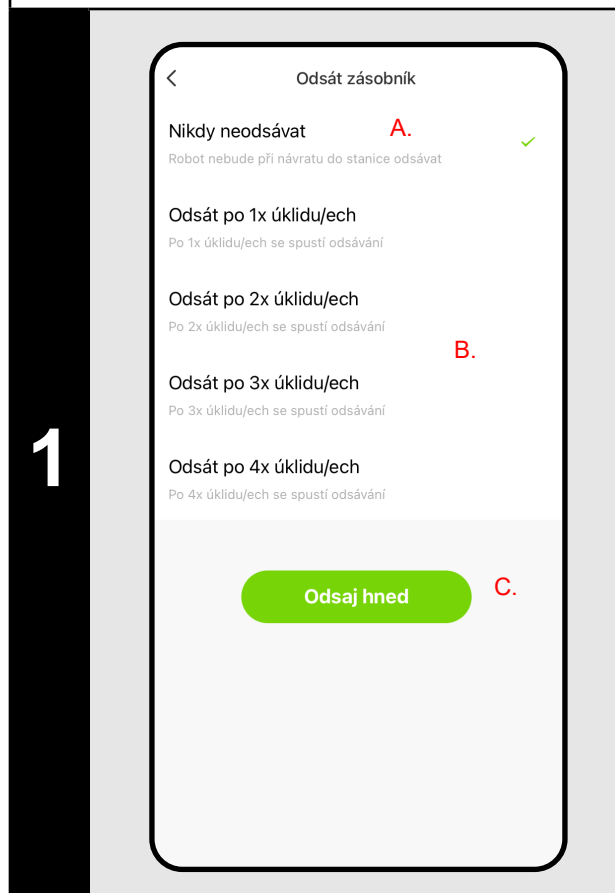 1
Odsát zásobník
Nikdy neodsávat A.
Robot nebude při návratu do stanice odsávat
Odsát po 1x úklidu/ech
Po 1x úklidu/ech se spustí odsávání
Odsát po 2x úklidu/ech
Po 2x úklidu/ech se spustí odsávání
B.
Odsát po 3x úklidu/ech
Po 3x úklidu/ech se spustí odsávání
Odsát po 4x úklidu/ech
Po 4x úklidu/ech se spustí odsávání
Odsaj hned C.